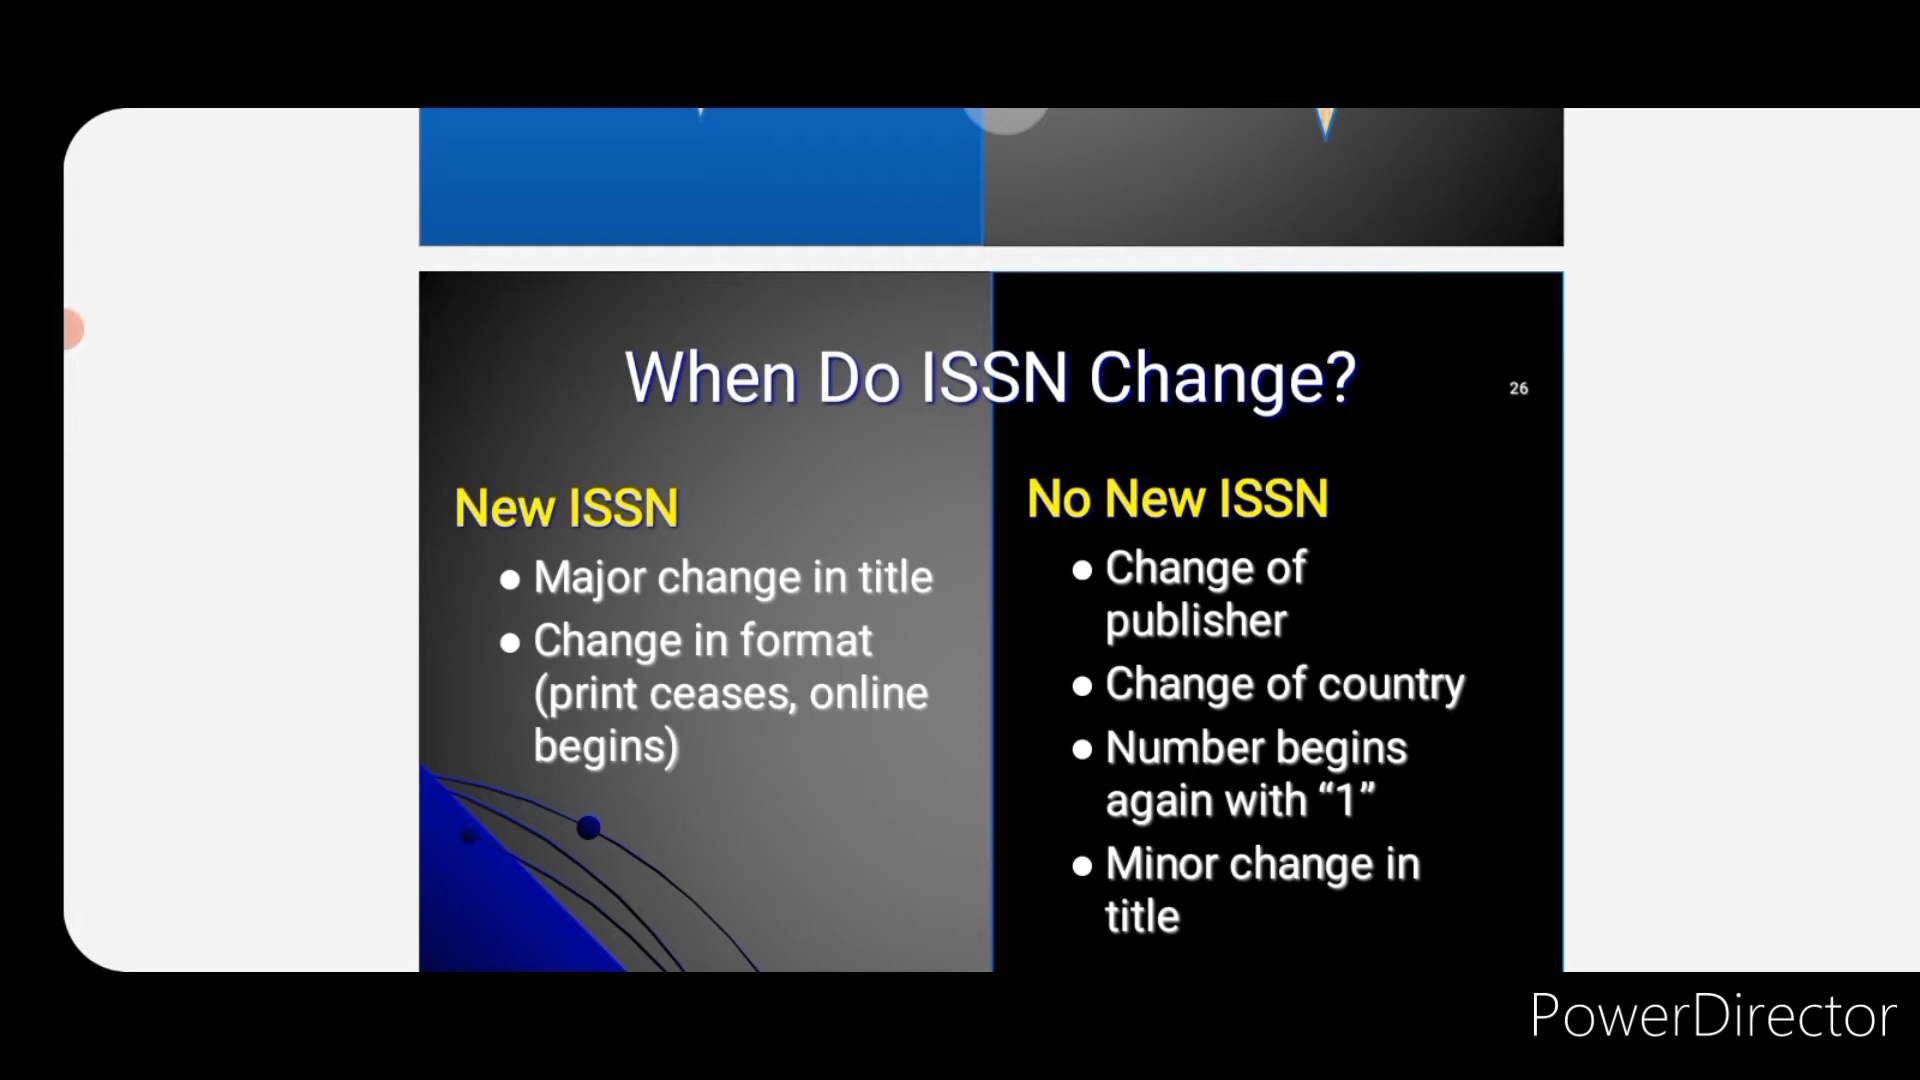 When Do ISSN Change?
26
New ISSN
● Major change in title
● Change in format
(print ceases, online
begins)
No New ISSN
● Change of
publisher
● Change of country
● Number begins
again with “1”
● Minor change in
title
PowerDirector